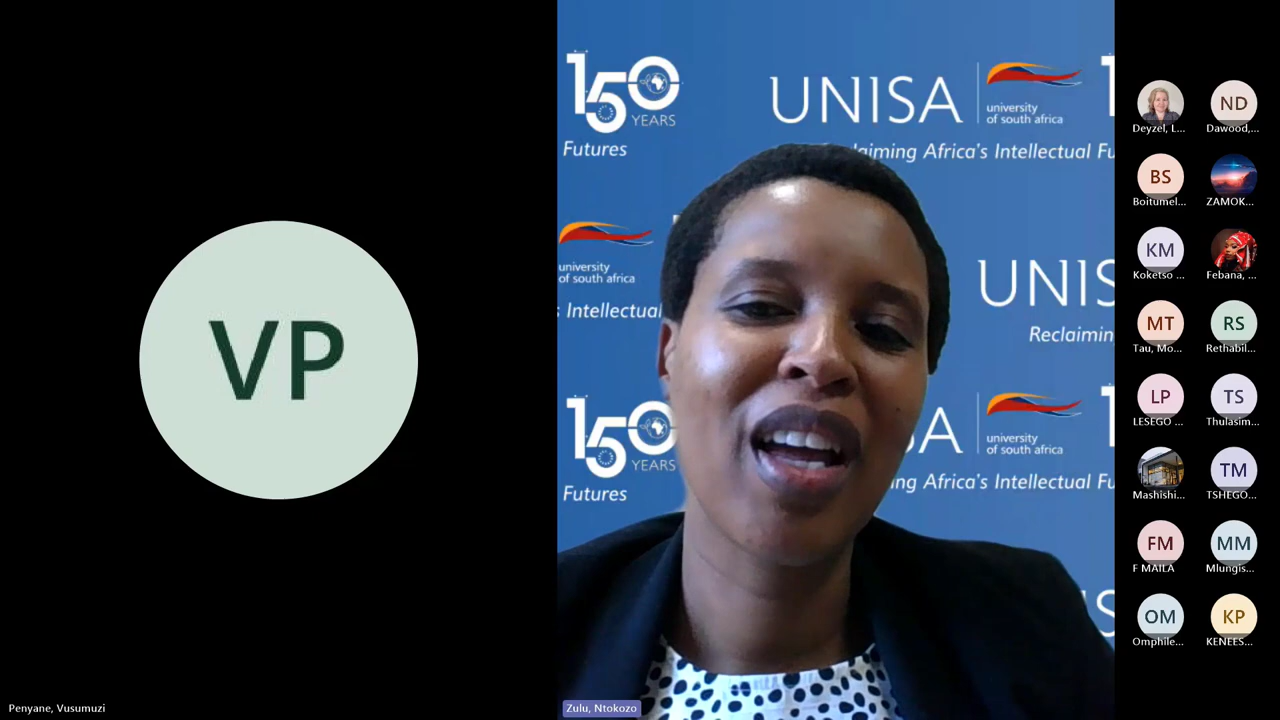 VP
Penyane, Vusumuzi
150
YEARS
Futures
UNISA
university
of south africa
Reclaiming Africa's Intellectual Fu
university
of south africa
s Intellectual
UNIS
Reclaimin
150
YEARS
Futures
university
of south africa
ng Africa's Intellectual Fu
Zulu, Ntokozo
Deyzel, L...
ND
Dawood,...
BS
Boitumel...
ZAMOK...
KM
Koketso ...
Febana, ...
MT
Tau, Mo...
RS
Rethabil...
LP
LESEGO ...
TS
Thulasim...
Mashishi...
TM
TSHEGO...
FM
F MAILA
MM
Mlungis...
OM
Omphile...
KP
KENEES...